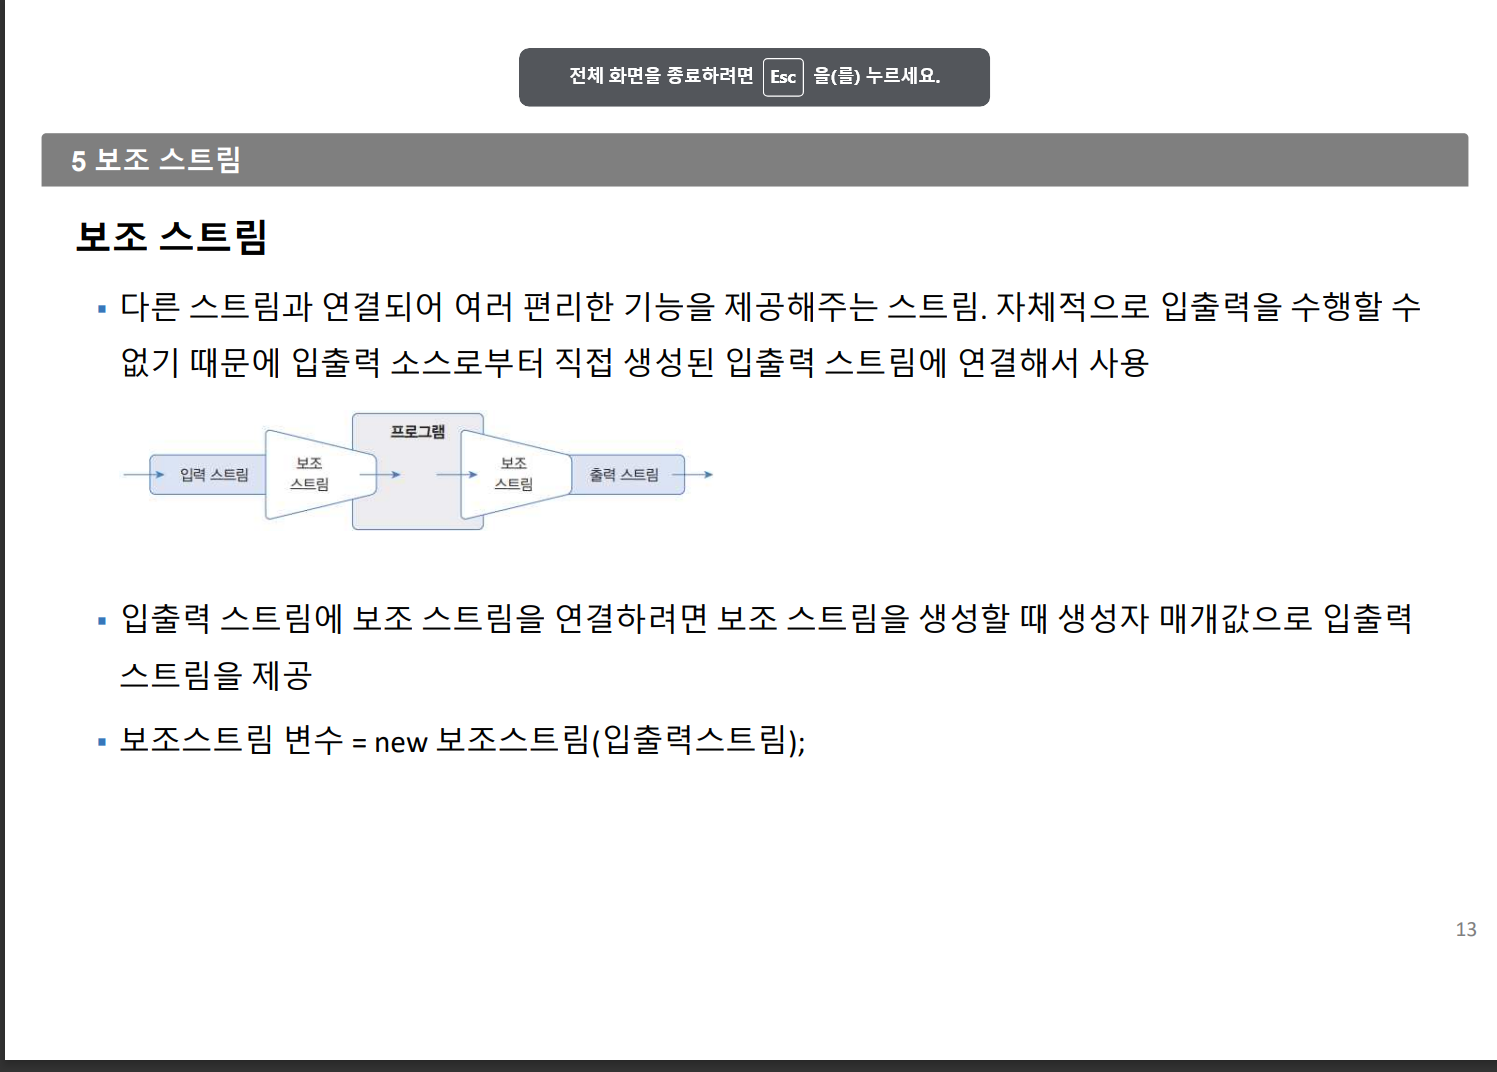 전체 화면을 종료하려면 Esc 을(를) 누르세요.
5 보조 스트림
보조 스트림
▪ 다른 스트림과 연결되어 여러 편리한 기능을 제공해주는 스트림. 자체적으로 입출력을 수행할 수
없기 때문에 입출력 소스로부터 직접 생성된 입출력 스트림에 연결해서 사용
프로그램
입력 스트림
보조
스트림
보조
스트림
출력 스트림
▪ 입출력 스트림에 보조 스트림을 연결하려면 보조 스트림을 생성할 때 생성자 매개값으로 입출력
스트림을 제공
▪ 보조스트림 변수 = new 보조스트림(입출력스트림);
13